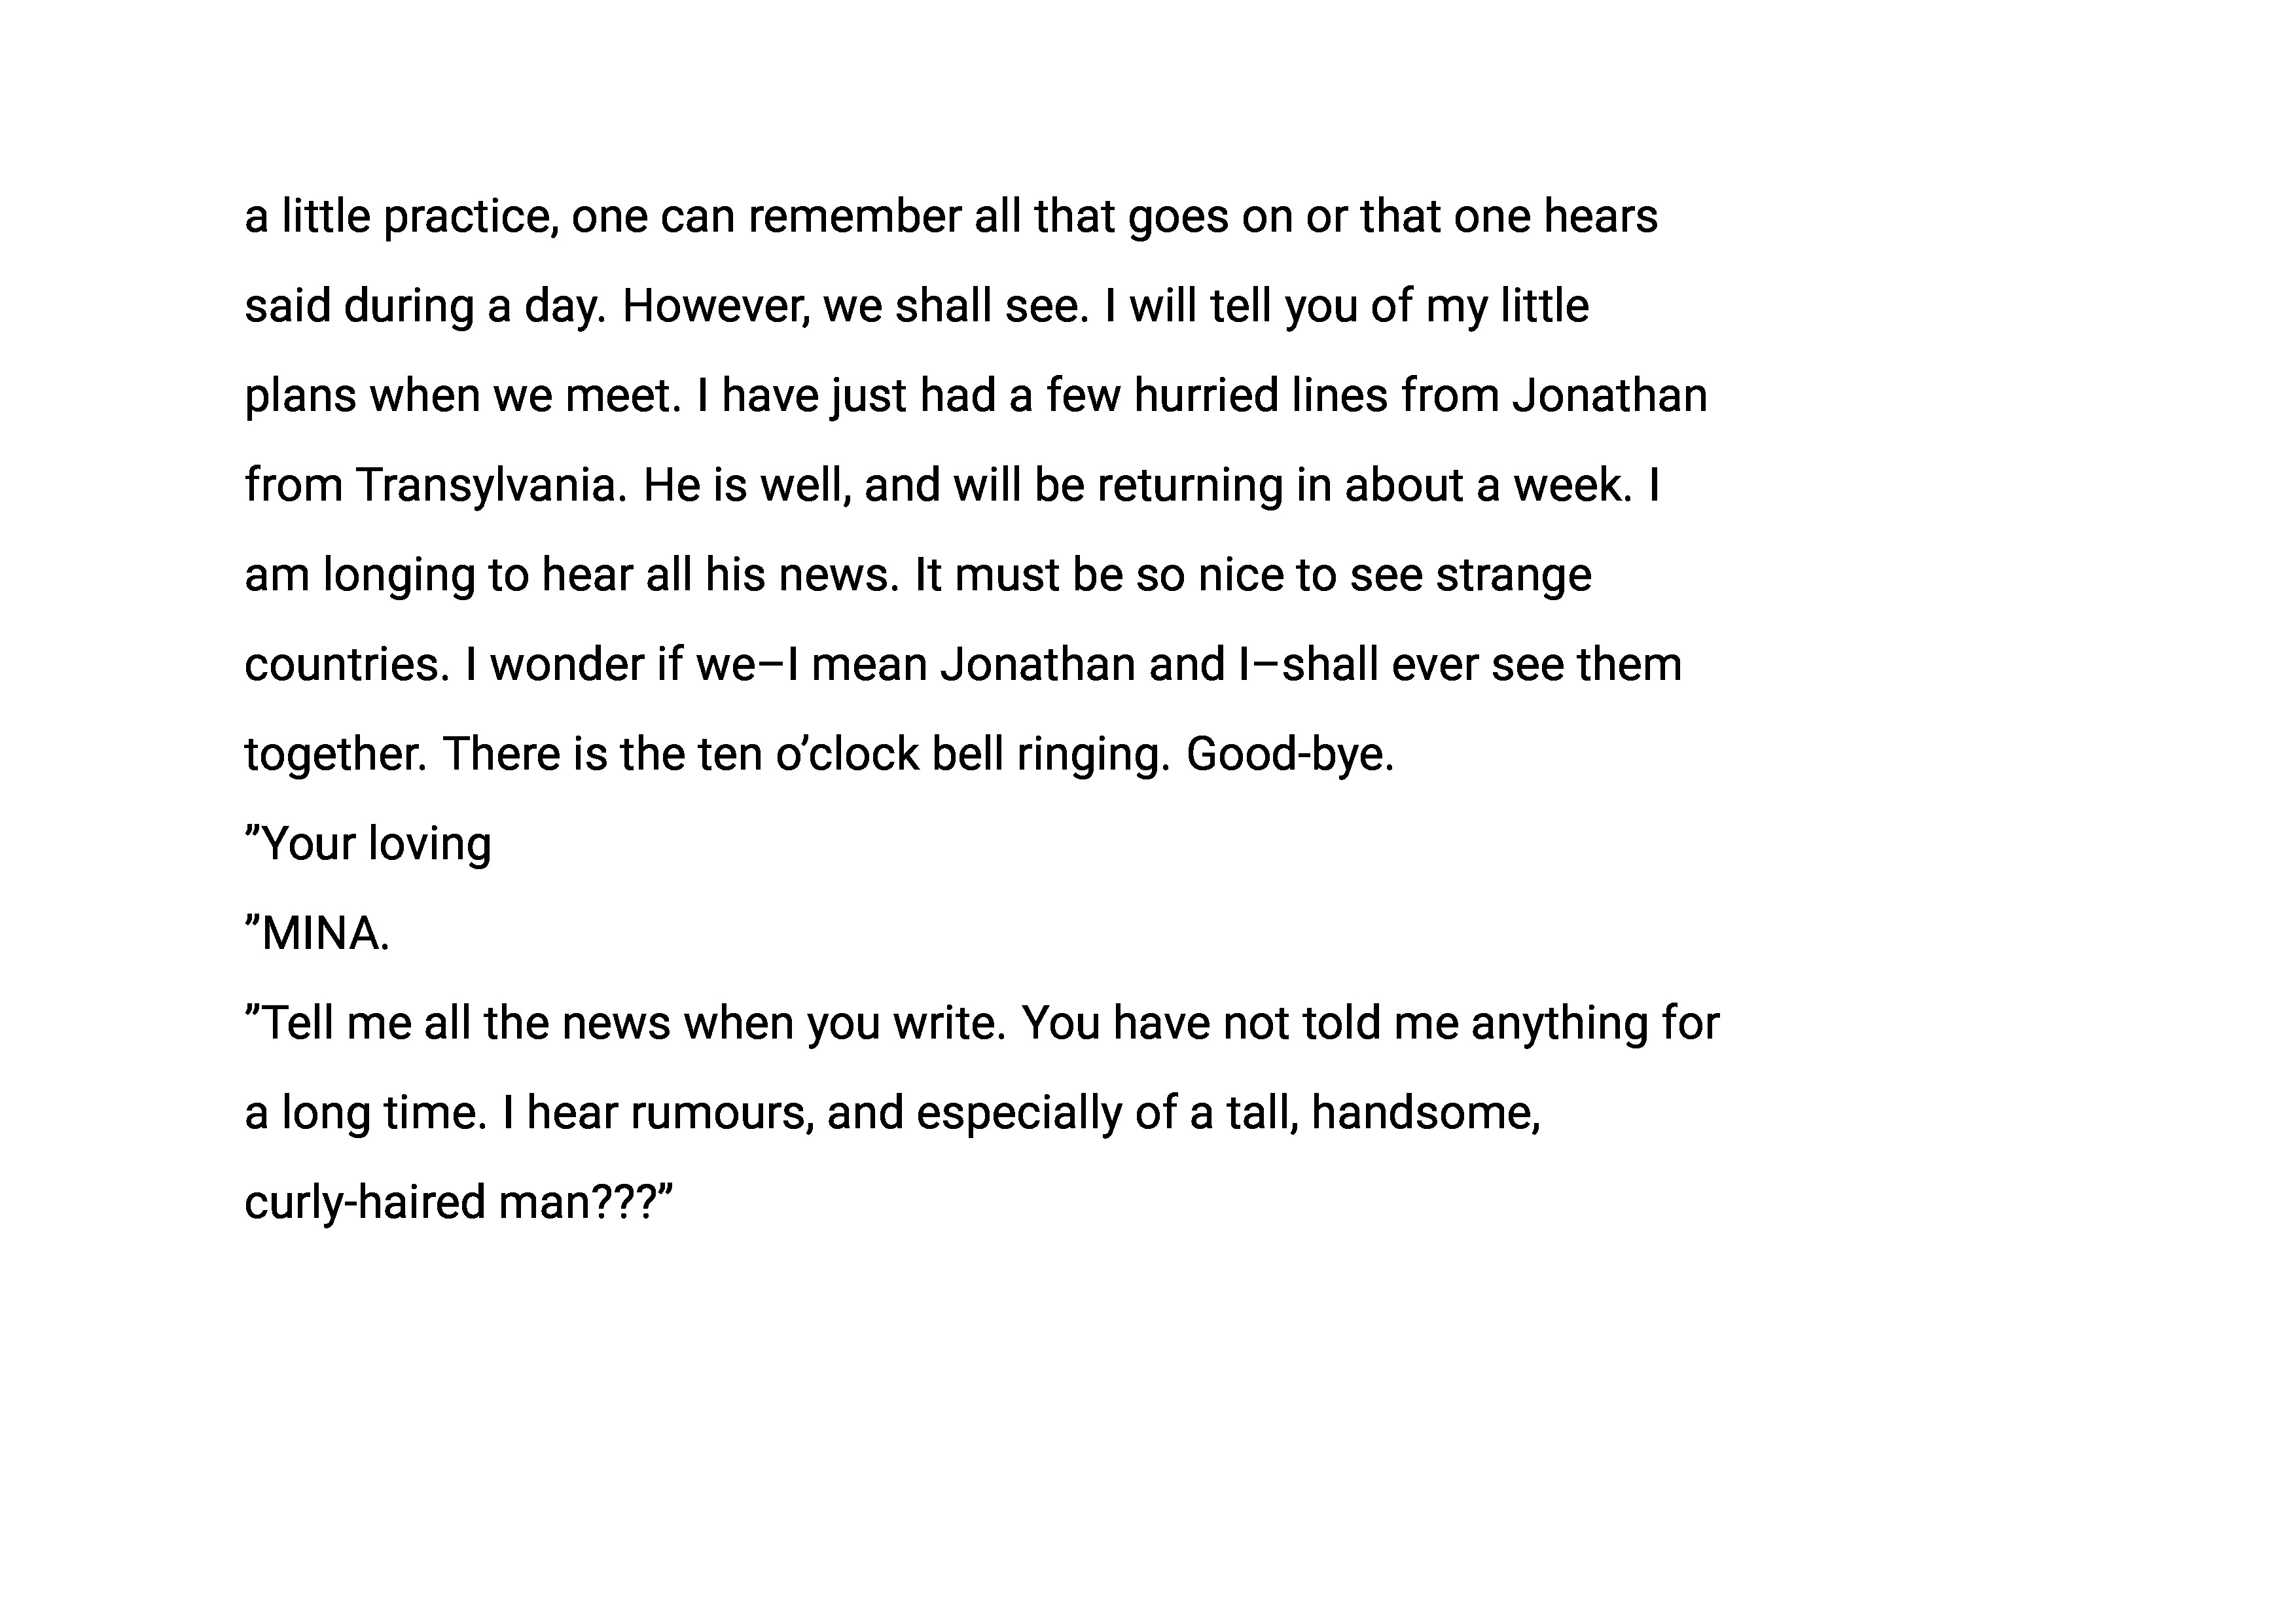 a little practice, one can remember all that goes on or that one hears
said during a day. However, we shall see. I will tell you of my little
plans when we meet. I have just had a few hurried lines from Jonathan
from Transylvania. He is well, and will be returning in about a week. I
am longing to hear all his news. It must be so nice to see strange
countries. I wonder if we–I mean Jonathan and I–shall ever see them
together. There is the ten o’clock bell ringing. Good-bye.
”Your loving
”MINA.
”Tell me all the news when you write. You have not told me anything for
a long time. I hear rumours, and especially of a tall, handsome,
curly-haired man???”